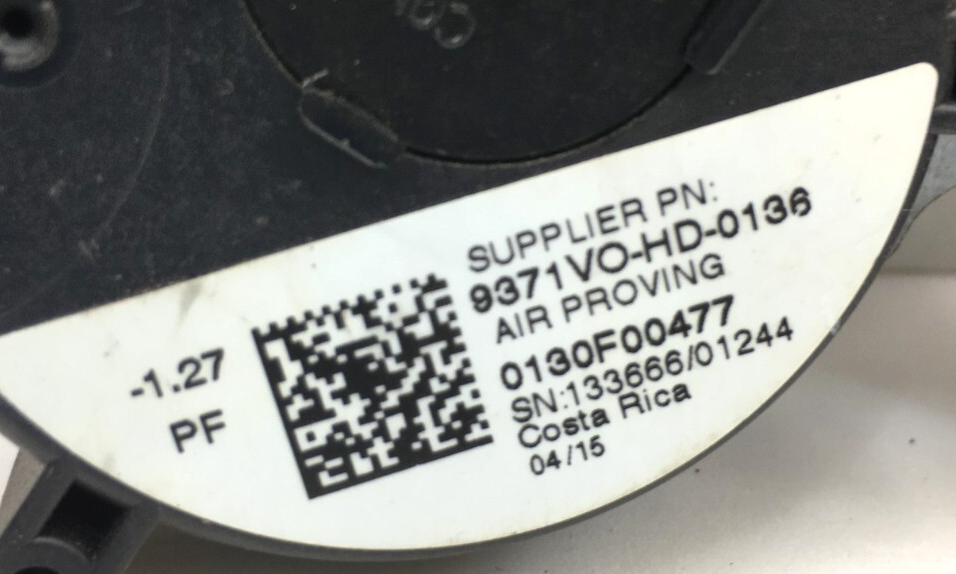 SUPPLIER PN:
9371VO-HD-0136
AIR PROVING
0130F00477
SN:133666/01244
Costa Rica
04/15
-1.27
PF